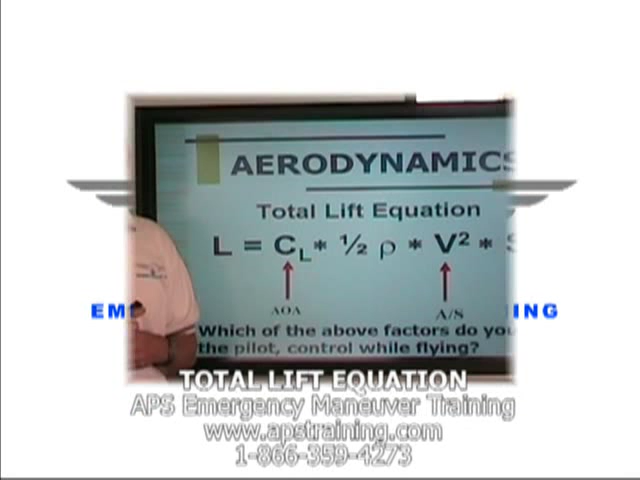 AERODYNAMICS
Total Lift Equation
L = CL * ½ ρ * V² * S
AOA
A/S
Which of the above factors do you
the pilot, control while flying?
TOTAL LIFT EQUATION
APS Emergency Maneuver Training
www.apstraining.com
1-866-359-4273